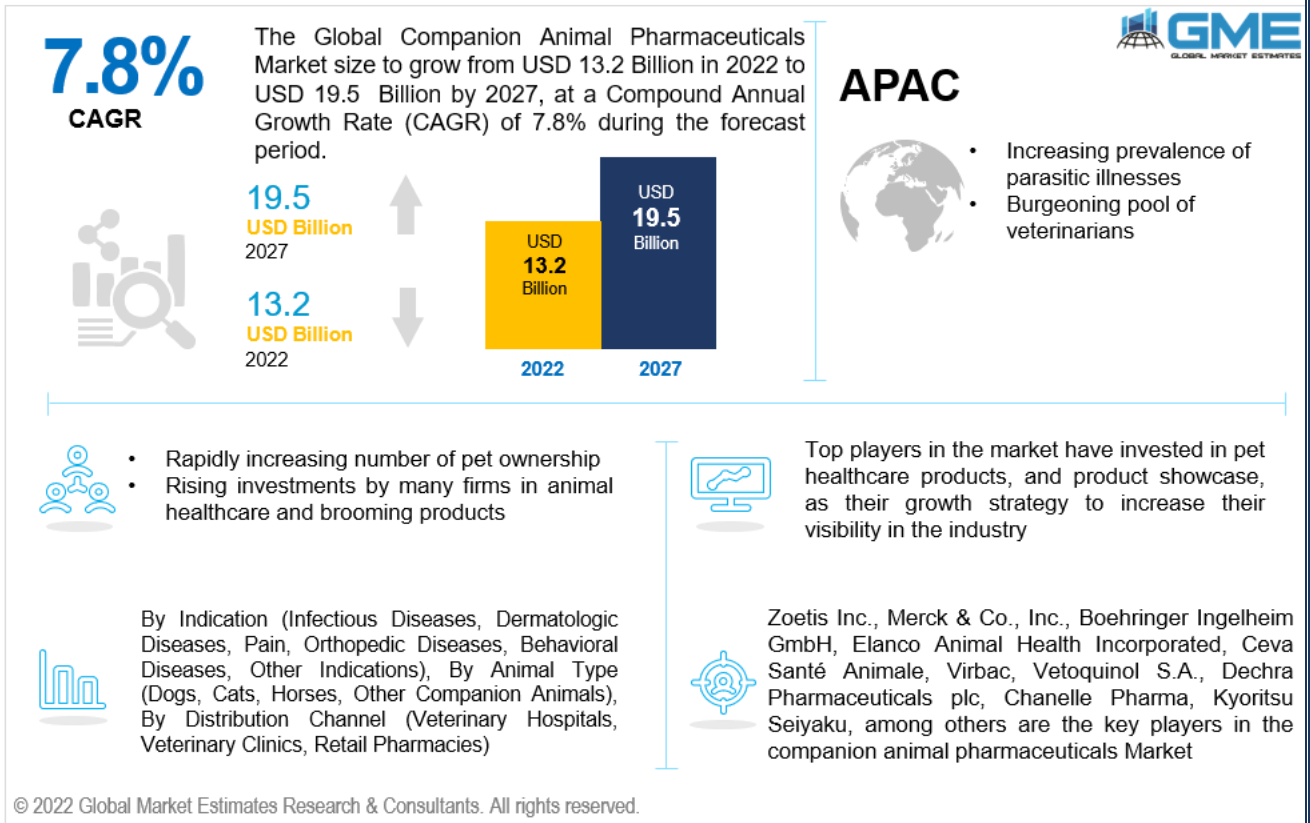 7.8%
CAGR
The Global Companion Animal Pharmaceuticals
Market size to grow from USD 13.2 Billion in 2022 to
USD 19.5 Billion by 2027, at a Compound Annual
Growth Rate (CAGR) of 7.8% during the forecast
period.
19.5
USD Billion
2027
13.2
USD Billion
2022
USD
13.2
Billion
USD
19.5
Billion
2022
2027
GME
GLOBAL MARKET ESTIMATES
APAC
• Increasing prevalence of
parasitic illnesses
• Burgeoning pool of
veterinarians
• Rapidly increasing number of pet ownership
• Rising investments by many firms in animal
healthcare and brooming products
Top players in the market have invested in pet
healthcare products, and product showcase,
as their growth strategy to increase their
visibility in the industry
By Indication (Infectious Diseases, Dermatologic
Diseases, Pain, Orthopedic Diseases, Behavioral
Diseases, Other Indications), By Animal Type
(Dogs, Cats, Horses, Other Companion Animals),
By Distribution Channel (Veterinary Hospitals,
Veterinary Clinics, Retail Pharmacies)
Zoetis Inc., Merck & Co., Inc., Boehringer Ingelheim
GmbH, Elanco Animal Health Incorporated, Ceva
Santé Animale, Virbac, Vetoquinol S.A., Dechra
Pharmaceuticals plc, Chanelle Pharma, Kyoritsu
Seiyaku, among others are the key players in the
companion animal pharmaceuticals Market
© 2022 Global Market Estimates Research & Consultants. All rights reserved.